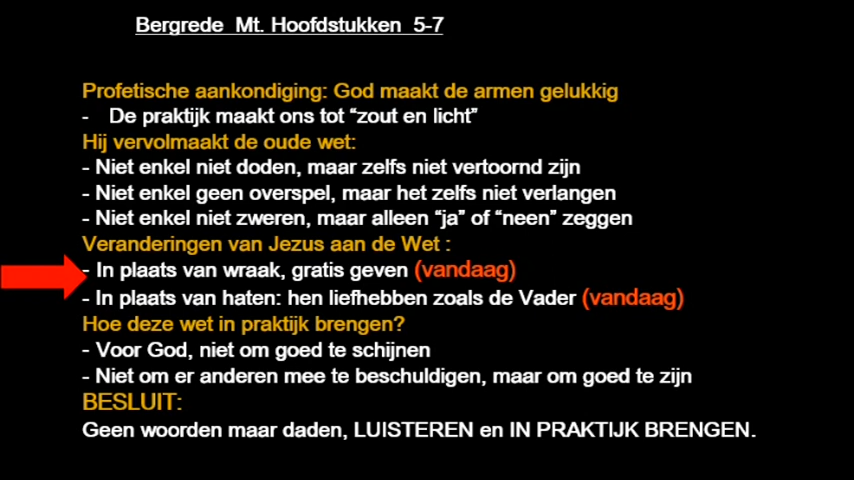 Bergrede Mt. Hoofdstukken 5-7
Profetische aankondiging: God maakt de armen gelukkig
- De praktijk maakt ons tot “zout en licht”
Hij vervolmaakt de oude wet:
- Niet enkel niet doden, maar zelfs niet vertoornd zijn
- Niet enkel geen overspel, maar het zelfs niet verlangen
- Niet enkel niet zweren, maar alleen “ja” of “neen” zeggen
Veranderingen van Jezus aan de Wet :
- In plaats van wraak, gratis geven (vandaag)
- In plaats van haten: hen liefhebben zoals de Vader (vandaag)
Hoe deze wet in praktijk brengen?
- Voor God, niet om goed te schijnen
- Niet om er anderen mee te beschuldigen, maar om goed te zijn
BESLUIT:
Geen woorden maar daden, LUISTEREN en IN PRAKTIJK BRENGEN.